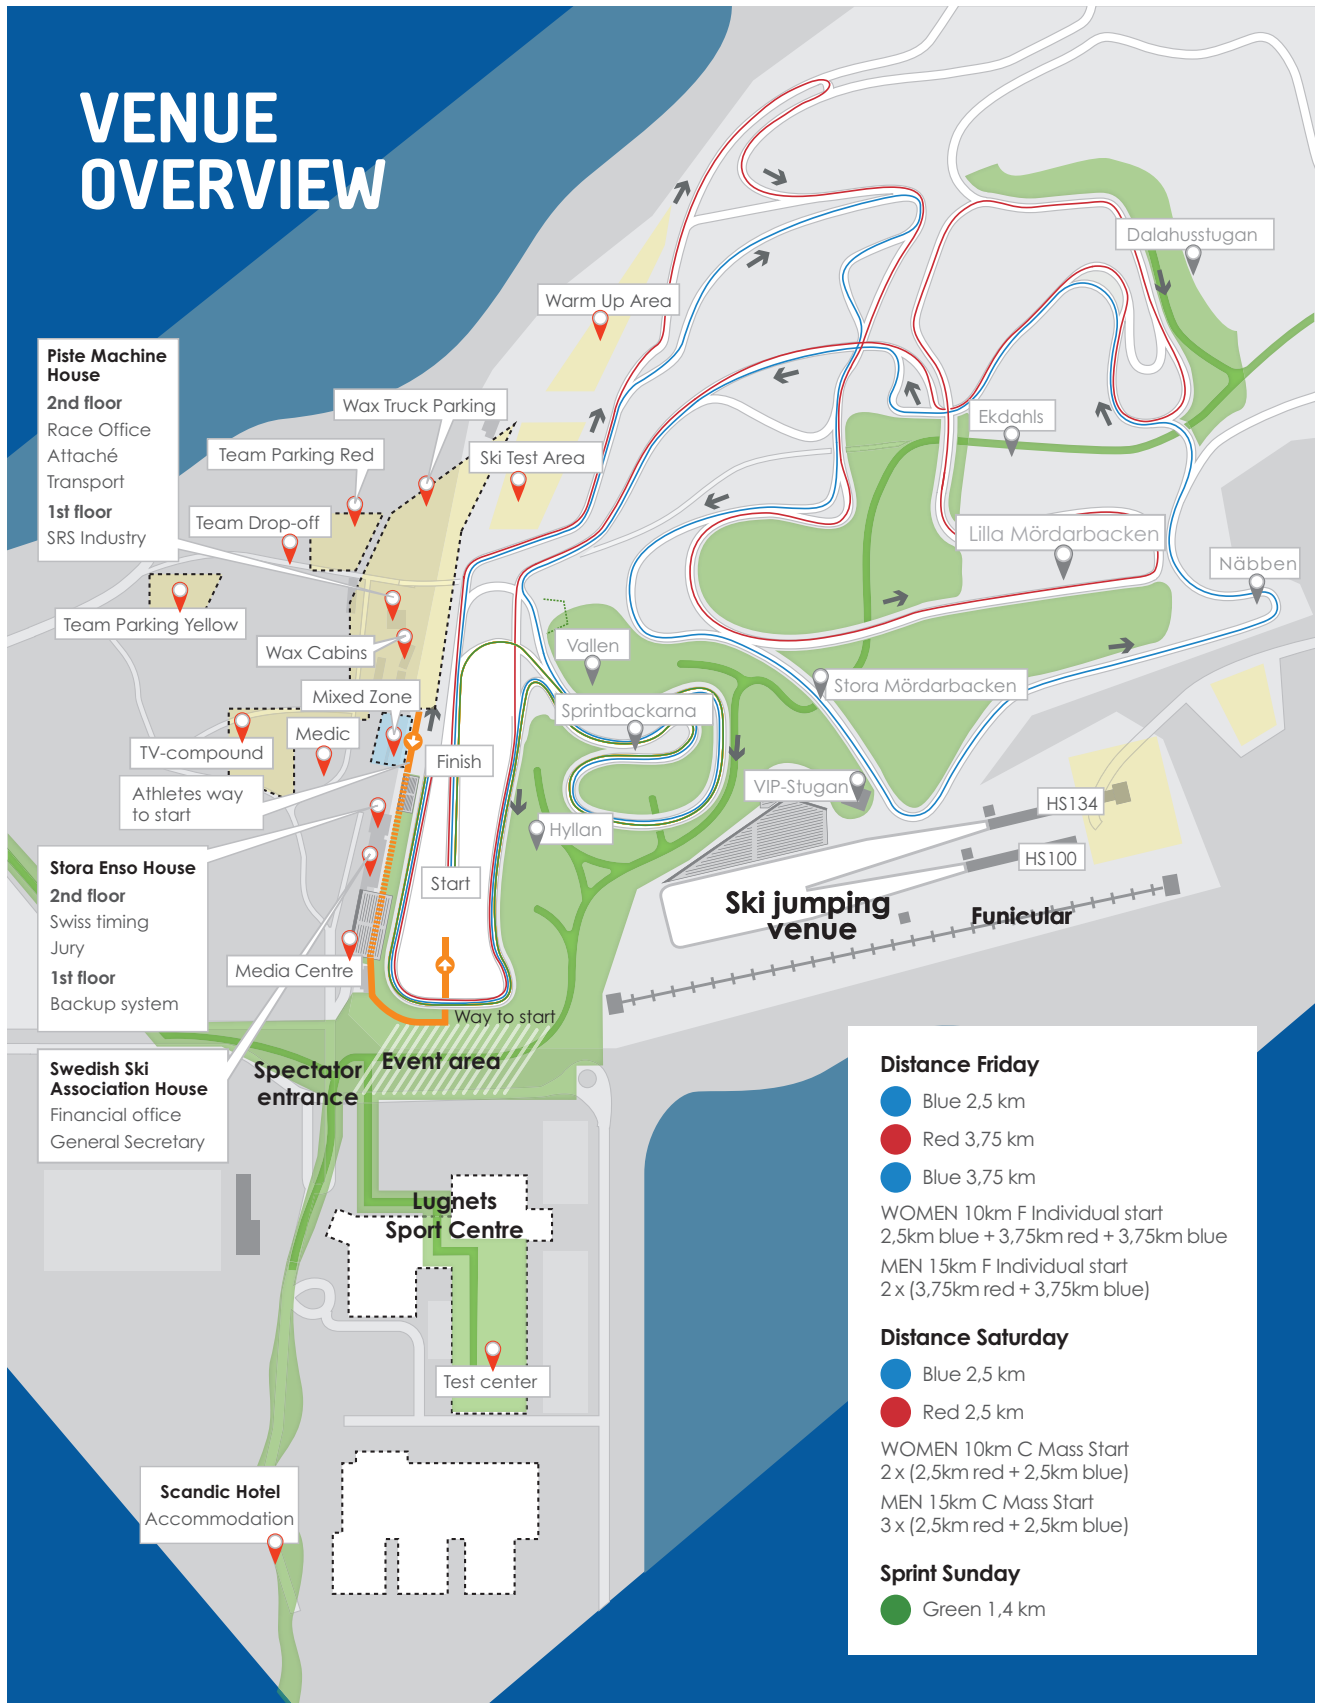 VENUE
OVERVIEW
Dalahusstugan
Warm Up Area
Piste Machine
House
2nd floor
Race Office
Attaché
Transport
1st floor
SRS Industry
Wax Truck Parking
Ekdahls
Team Parking Red
Ski Test Area
Team Drop-off
Lilla Mördarbacken
Näbben
Team Parking Yellow
Wax Cabins
Vallen
Mixed Zone
Stora Mördarbacken
Sprintbackarna
TV-compound
Medic
Finish
Athletes way
to start
VIP-Stugan
HS134
Hyllan
HS100
Stora Enso House
2nd floor
Swiss timing
Jury
1st floor
Backup system
Start
Ski jumping
venue
Funicular
Media Centre
Way to start
Event area
Spectator
entrance
Swedish Ski
Association House
Financial office
General Secretary
Lugnets
Sport Centre
Test center
Scandic Hotel
Accommodation
Distance Friday
Blue 2,5 km
Red 3,75 km
Blue 3,75 km
WOMEN 10km F Individual start
2,5km blue + 3,75km red + 3,75km blue
MEN 15km F Individual start
2 x (3,75km red + 3,75km blue)
Distance Saturday
Blue 2,5 km
Red 2,5 km
WOMEN 10km C Mass Start
2 x (2,5km red + 2,5km blue)
MEN 15km C Mass Start
3 x (2,5km red + 2,5km blue)
Sprint Sunday
Green 1,4 km